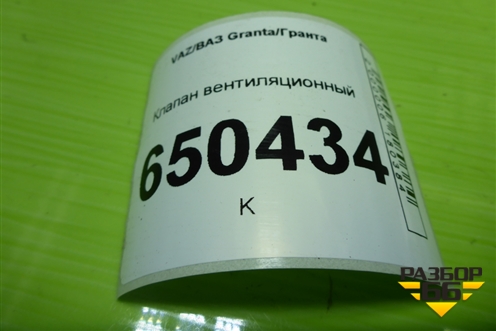 VAZ/ВАЗ Granta/Гранта
Клапан вентиляционный
650434
К
РАЗБОР
66